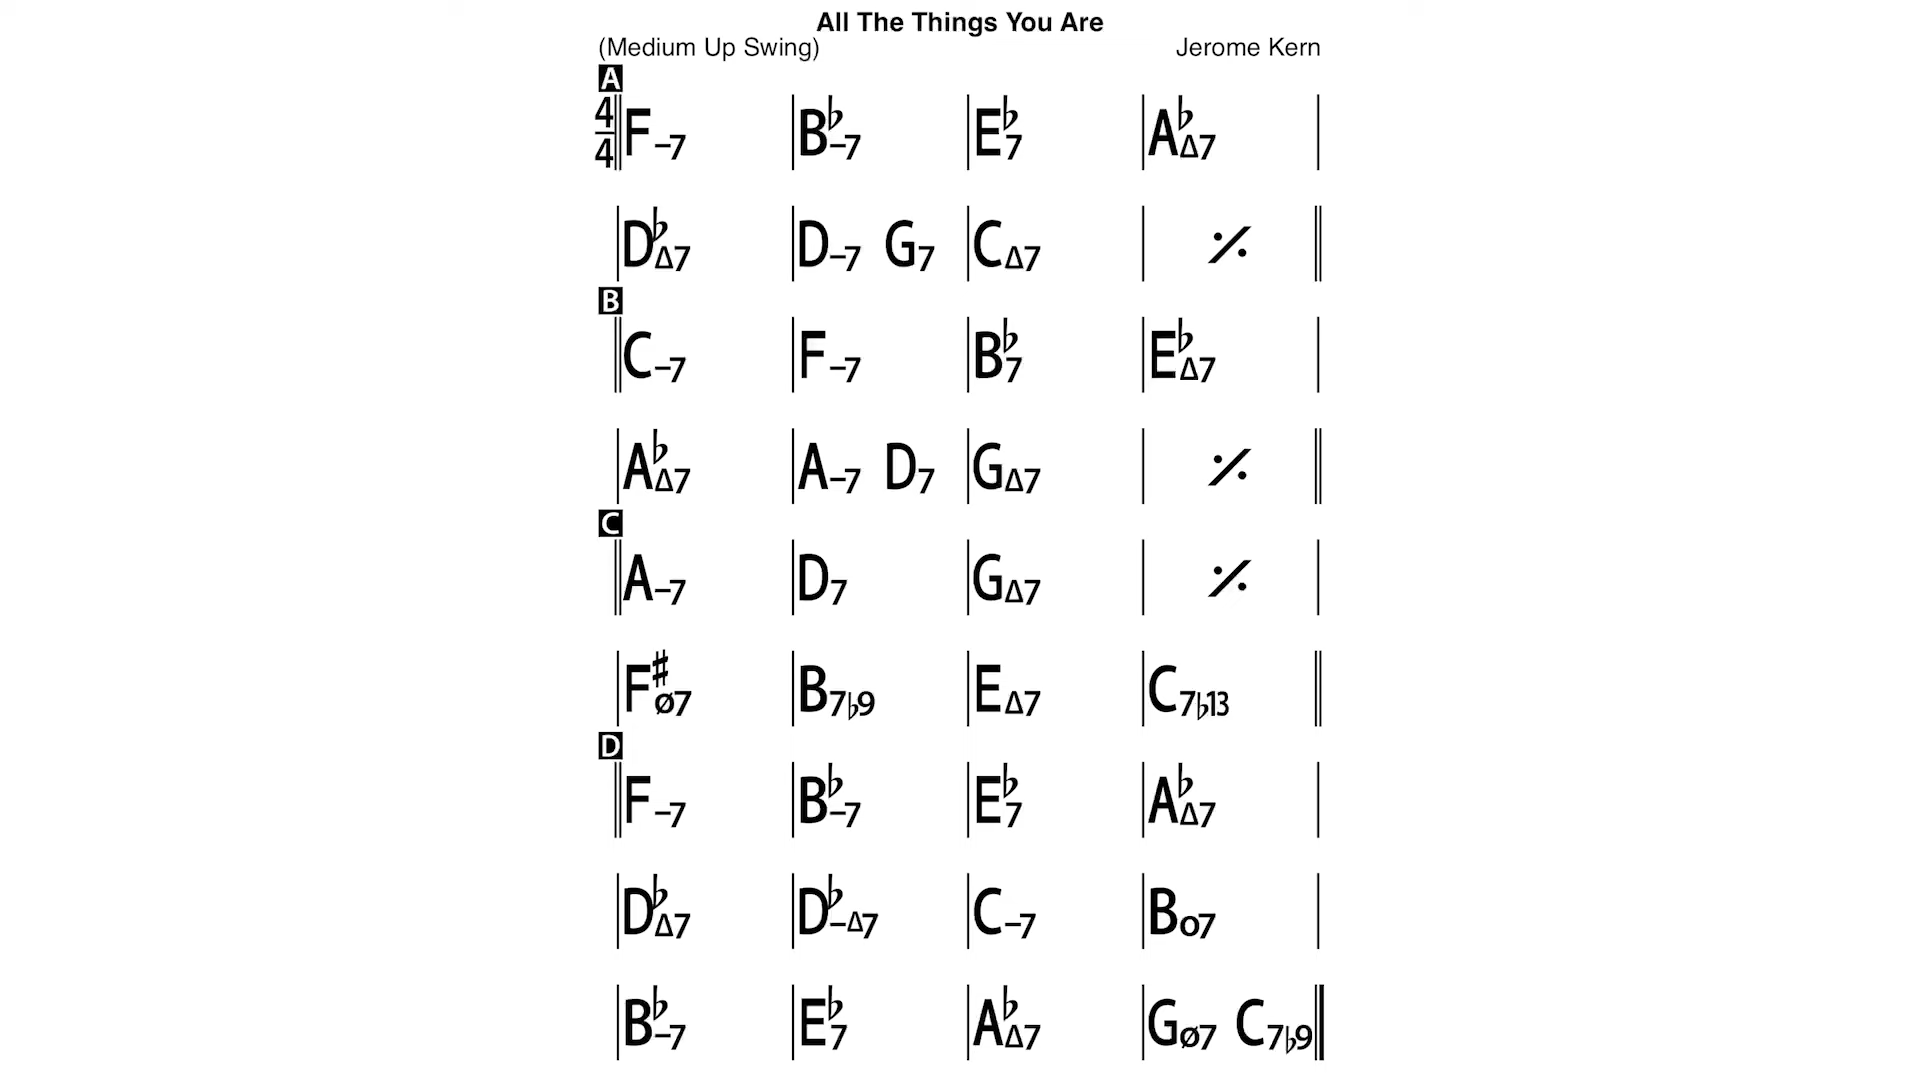 All The Things You Are
(Medium Up Swing) Jerome Kern
A
4/4 F–7 B♭–7 E♭7 A♭Δ7
D♭Δ7 D–7 G7 CΔ7 𝄎
B
C–7 F–7 B♭7 E♭Δ7
A♭Δ7 A–7 D7 GΔ7 𝄎
C
A–7 D7 GΔ7 𝄎
F♯ø7 B7♭9 EΔ7 C7♭13
D
F–7 B♭–7 E♭7 A♭Δ7
D♭Δ7 D♭–Δ7 C–7 Bo7
B♭–7 E♭7 A♭Δ7 Gø7 C7♭9